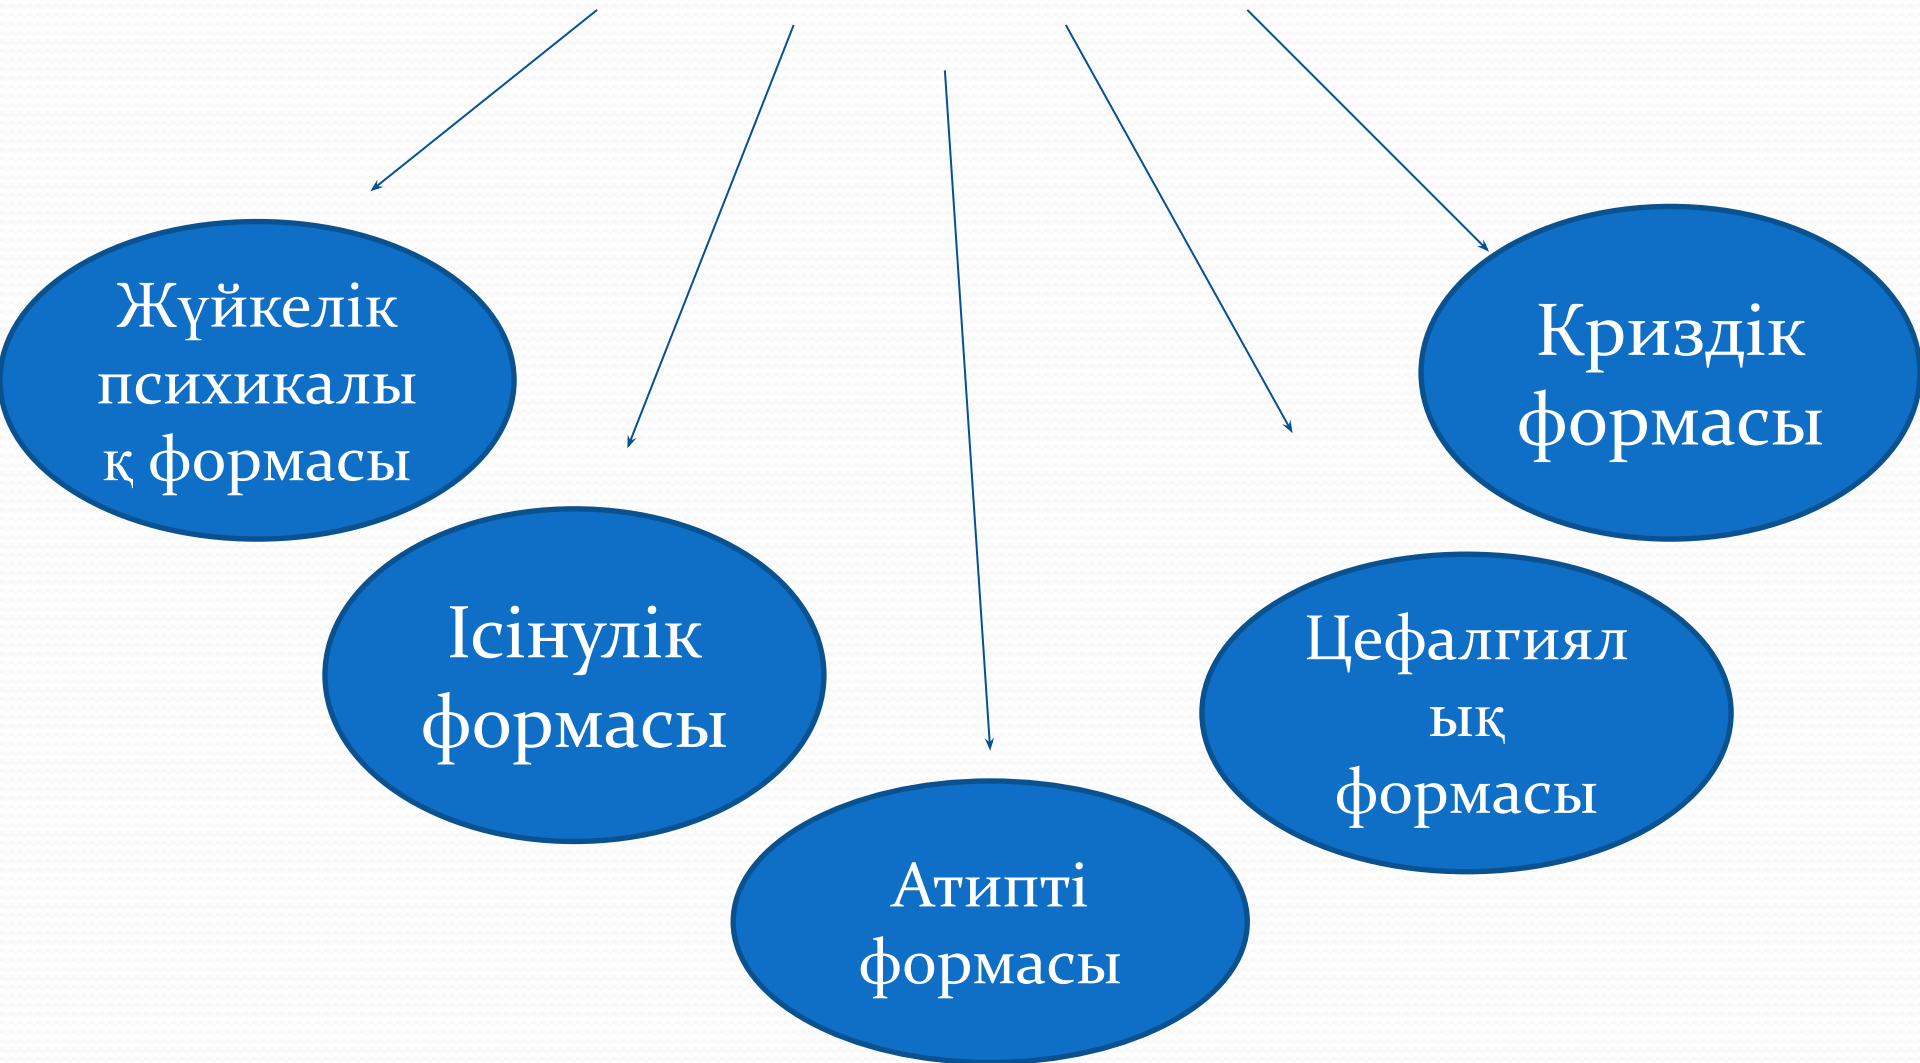 Жүйкелік
психикалы
қ формасы
Ісінулік
формасы
Атипті
формасы
Цефалгиял
ық
формасы
Криздік
формасы